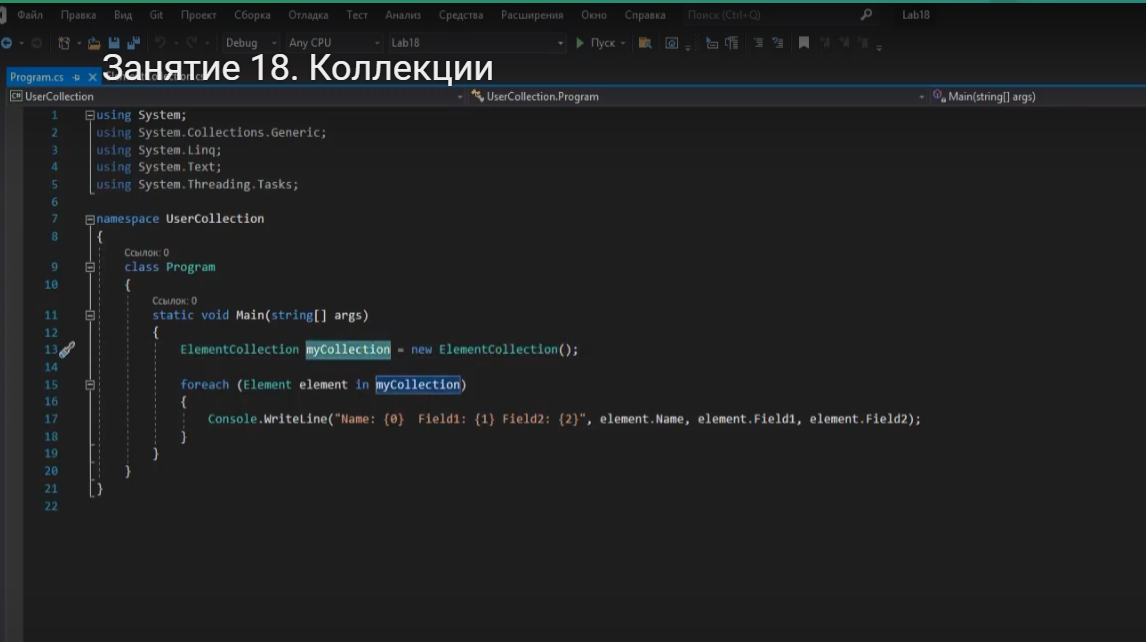 Файл Правка Вид Git Проект Сборка Отладка Тест Анализ Средства Расширения Окно Справка Поиск (Ctrl+Q) Lab18
Debug Any CPU Lab18 Пуск
Занятие 18. Коллекции
Program.cs
UserCollection UserCollection.Program Main(string[] args)
1 using System;
2 using System.Collections.Generic;
3 using System.Linq;
4 using System.Text;
5 using System.Threading.Tasks;
6
7 namespace UserCollection
8 {
Ссылок: 0
9 class Program
10 {
Ссылок: 0
11 static void Main(string[] args)
12 {
13 ElementCollection myCollection = new ElementCollection();
14
15 foreach (Element element in myCollection)
16 {
17 Console.WriteLine("Name: {0}  Field1: {1} Field2: {2}", element.Name, element.Field1, element.Field2);
18 }
19 }
20 }
21 }
22